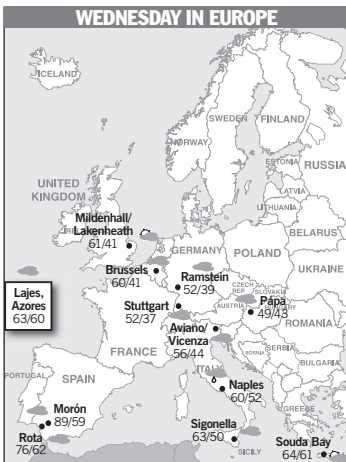 WEDNESDAY IN EUROPE
ICELAND
SWEDEN
FINLAND
NORWAY
ESTONIA
RUSSIA
LATVIA
LITHUANIA
UNITED
KINGDOM
Mildenhall/
Lakenheath
61/41
BELARUS
GERMANY
POLAND
Brussels
60/41
Ramstein
52/39
UKRAINE
CZECH
REP
SLOVAKIA
Lajes,
Azores
63/60
Stuttgart
52/37
AUSTRIA
Pápa
49/43
Aviano/
Vicenza
56/44
ROMANIA
FRANCE
BOSNIA
SERBIA
BULGARIA
ITALY
PORTUGAL
SPAIN
Naples
60/52
Morón
89/59
GREECE
Rota
76/62
Sigonella
63/50
SICILY
Souda Bay
64/61